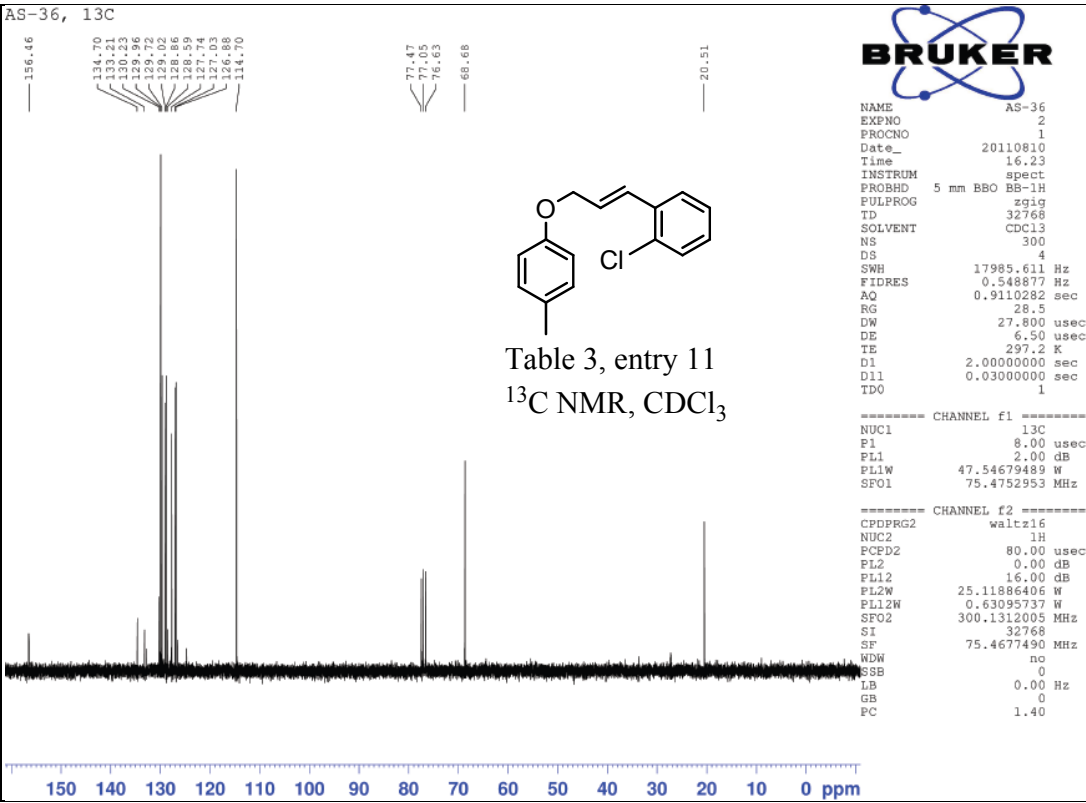 AS-36, 13C
156.46
134.70
133.21
130.23
129.96
129.72
129.02
128.86
128.59
127.74
127.03
126.88
114.70
77.47
77.05
76.63
68.68
20.51
BRUKER
NAME AS-36
EXPNO 2
PROCNO 1
Date_ 20110810
Time 16.23
INSTRUM spect
PROBHD 5 mm BBO BB-1H
PULPROG zgig
TD 32768
SOLVENT CDCl3
NS 300
DS 4
SWH 17985.611 Hz
FIDRES 0.548877 Hz
AQ 0.9110282 sec
RG 28.5
DW 27.800 usec
DE 6.50 usec
TE 297.2 K
D1 2.00000000 sec
D11 0.03000000 sec
TD0 1
======== CHANNEL f1 ========
NUC1 13C
P1 8.00 usec
PL1 2.00 dB
PL1W 47.54679489 W
SFO1 75.4752953 MHz
======== CHANNEL f2 ========
CPDPRG2 waltz16
NUC2 1H
PCPD2 80.00 usec
PL2 0.00 dB
PL12 16.00 dB
PL2W 25.11886406 W
PL12W 0.63095737 W
SFO2 300.1312005 MHz
SI 32768
SF 75.4677490 MHz
WDW no
SSB 0
LB 0.00 Hz
GB 0
PC 1.40
O
Cl
Table 3, entry 11
¹³C NMR, CDCl₃
150 140 130 120 110 100 90 80 70 60 50 40 30 20 10 0 ppm